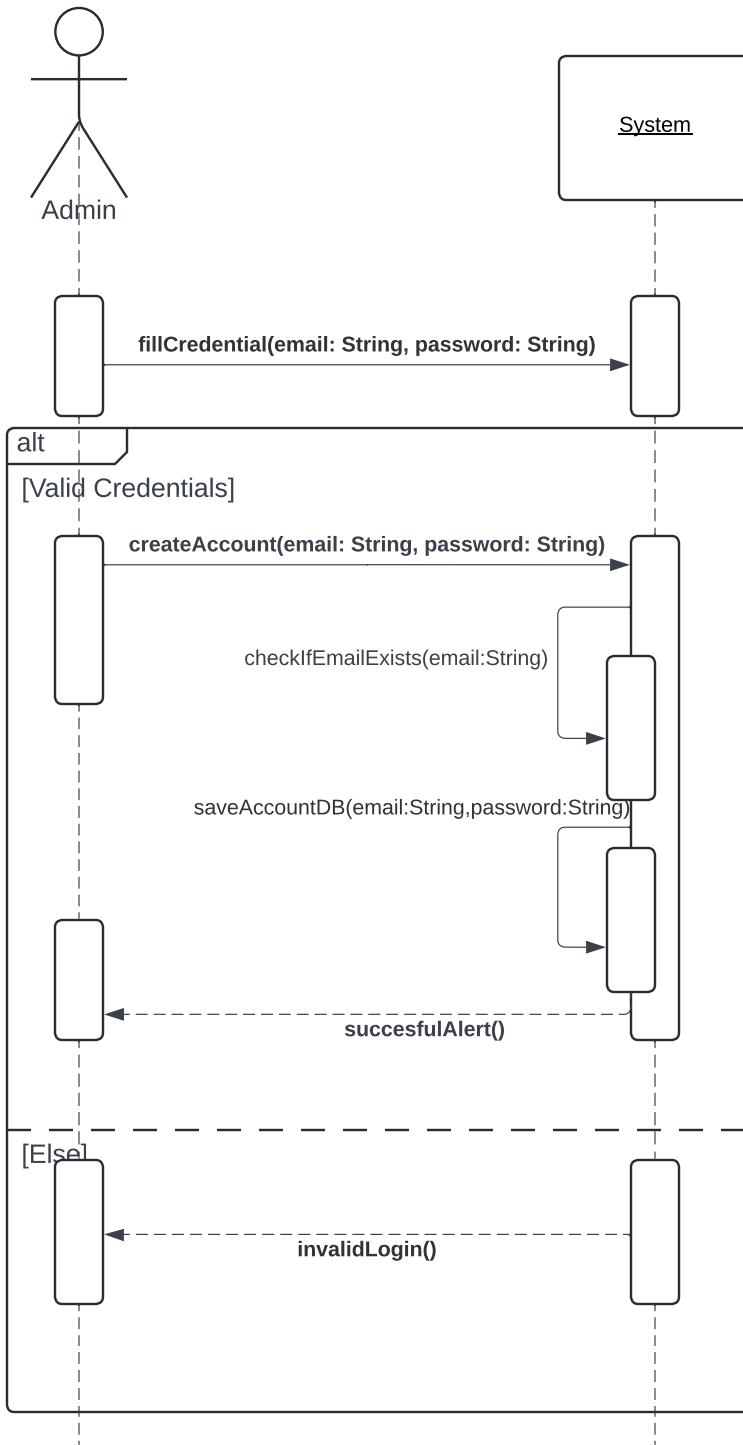 System
Admin
fillCredential(email: String, password: String)
alt
[Valid Credentials]
createAccount(email: String, password: String)
checkIfEmailExists(email:String)
saveAccountDB(email:String,password:String)
succesfulAlert()
[Else]
invalidLogin()